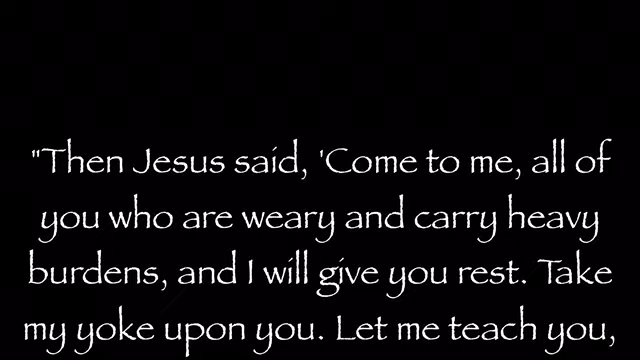 "Then Jesus said, 'Come to me, all of
you who are weary and carry heavy
burdens, and I will give you rest. Take
my yoke upon you. Let me teach you,